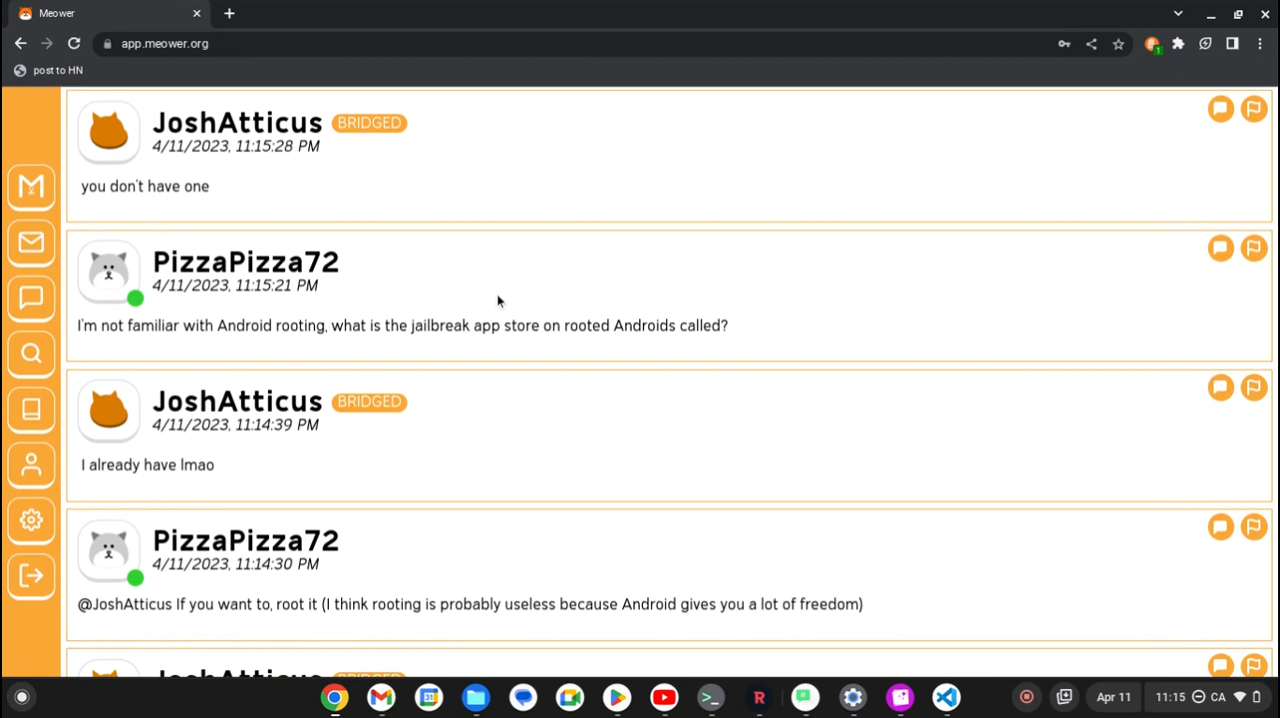 Meower
app.meower.org
post to HN
JoshAtticus BRIDGED
4/11/2023, 11:15:28 PM
you don't have one
PizzaPizza72
4/11/2023, 11:15:21 PM
I'm not familiar with Android rooting, what is the jailbreak app store on rooted Androids called?
JoshAtticus BRIDGED
4/11/2023, 11:14:39 PM
I already have lmao
PizzaPizza72
4/11/2023, 11:14:30 PM
@JoshAtticus If you want to, root it (I think rooting is probably useless because Android gives you a lot of freedom)
JoshAtticus BRIDGED
Apr 11 11:15 CA